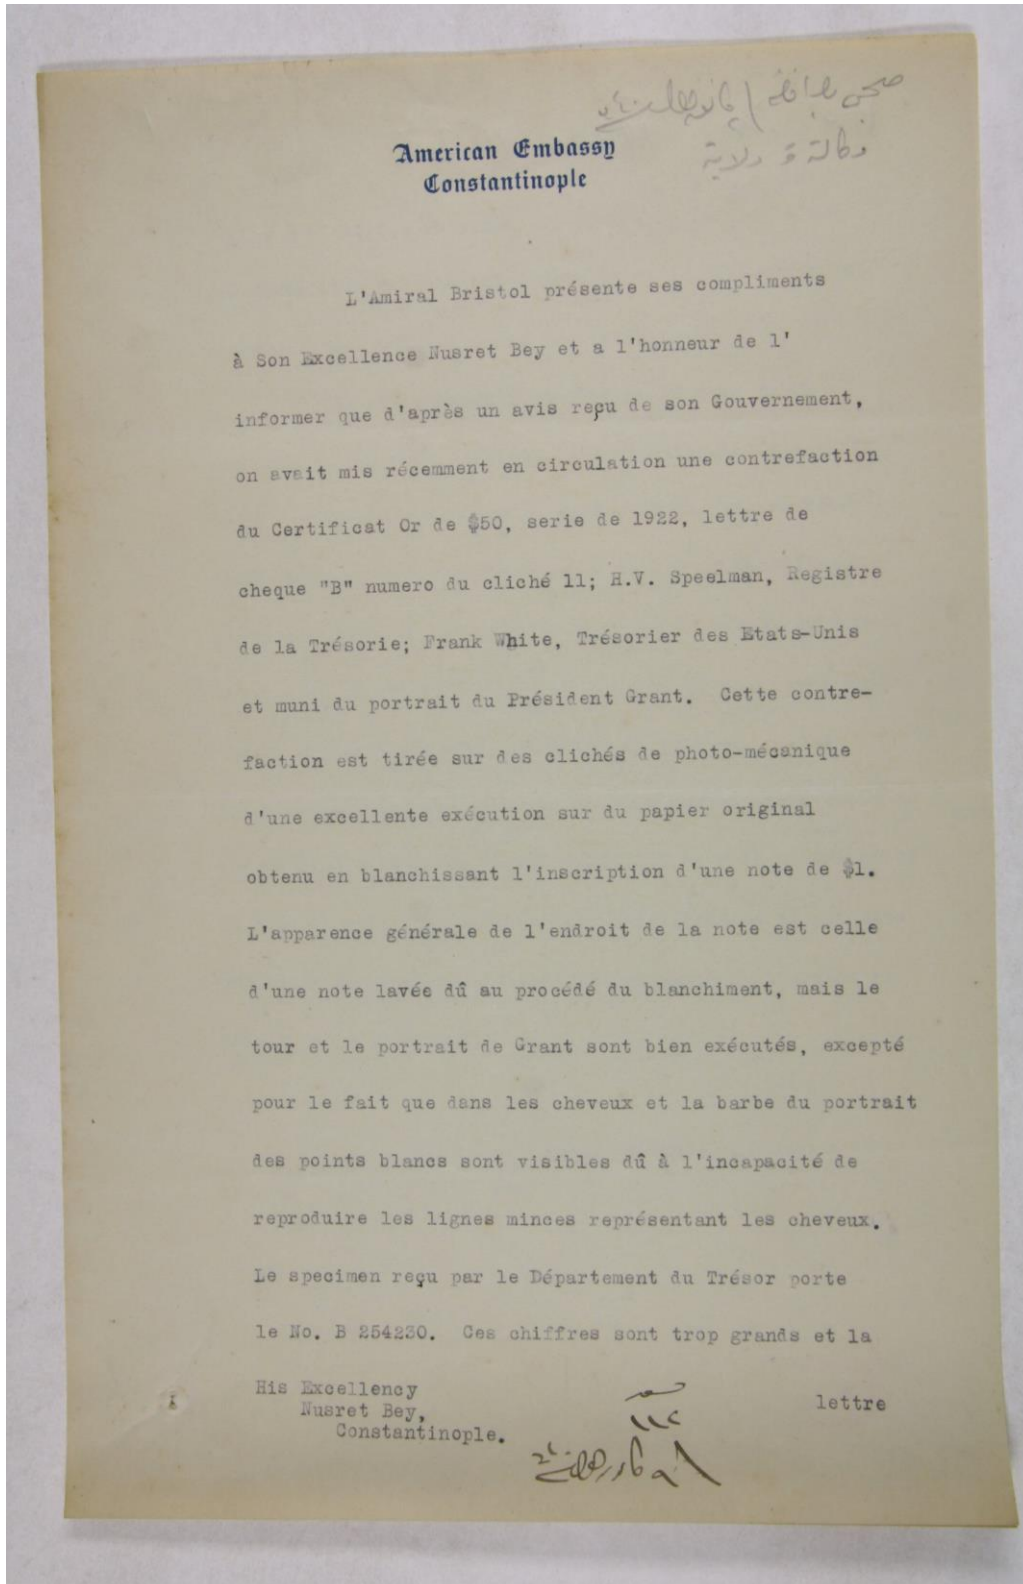 American Embassy
Constantinople
L'Amiral Bristol présente ses compliments
à Son Excellence Nusret Bey et a l'honneur de l'
informer que d'après un avis reçu de son Gouvernement,
on avait mis récemment en circulation une contrefaction
du Certificat Or de $50, serie de 1922, lettre de
cheque "B" numero du cliché 11; H.V. Speelman, Registre
de la Trésorie; Frank White, Trésorier des Etats-Unis
et muni du portrait du Président Grant. Cette contre-
faction est tirée sur des clichés de photo-mécanique
d'une excellente exécution sur du papier original
obtenu en blanchissant l'inscription d'une note de $1.
L'apparence générale de l'endroit de la note est celle
d'une note lavée dû au procédé du blanchiment, mais le
tour et le portrait de Grant sont bien exécutés, excepté
pour le fait que dans les cheveux et la barbe du portrait
des points blancs sont visibles dû à l'incapacité de
reproduire les lignes minces représentant les cheveux.
Le specimen reçu par le Département du Trésor porte
le No. B 254230. Ces chiffres sont trop grands et la
lettre
His Excellency
Nusret Bey,
Constantinople.